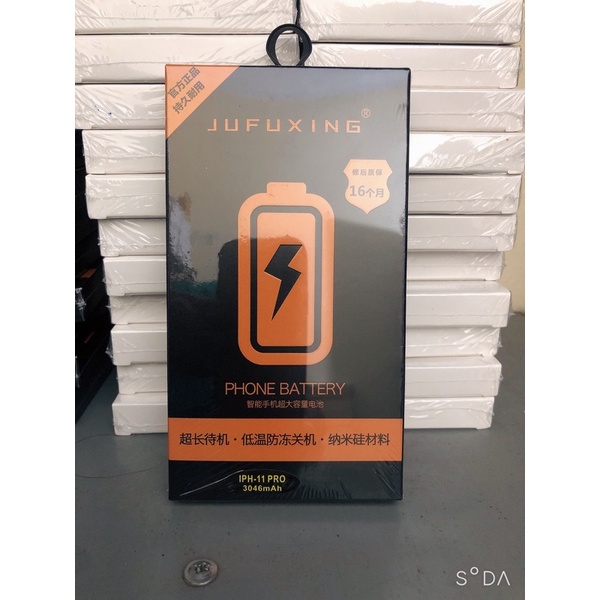 官方正品
持久耐用
JUFUXING®
修超质保
16个月
PHONE BATTERY
智能手机超大容量电池
超长待机·低温防冻关机·纳米硅材料
IPH-11 PRO
3046mAh
SODA